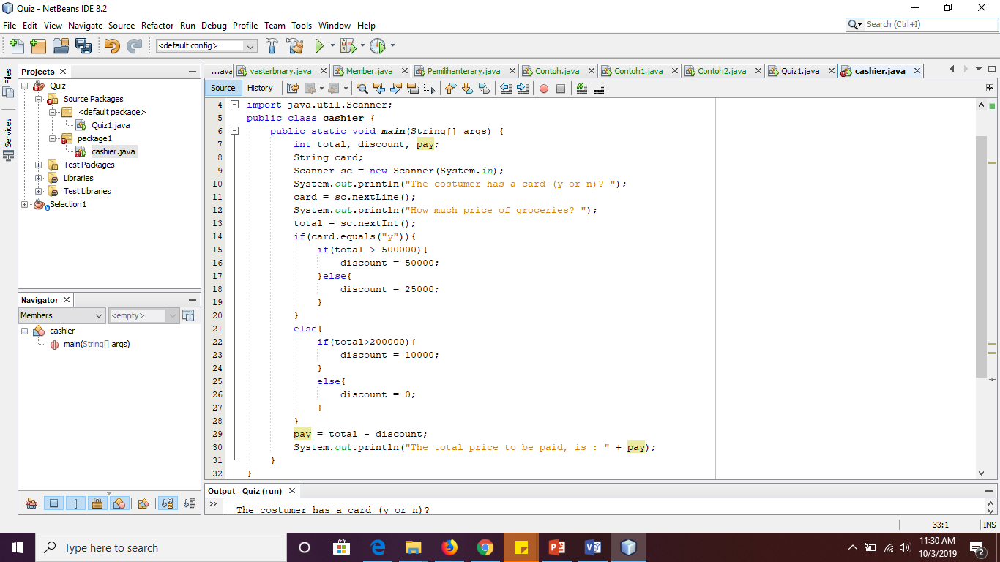 Quiz - NetBeans IDE 8.2
File Edit View Navigate Source Refactor Run Debug Profile Team Tools Window Help
Search (Ctrl+I)
<default config>
Files
Services
Projects
Quiz
Source Packages
<default package>
Quiz1.java
package1
cashier.java
Test Packages
Libraries
Test Libraries
Selection1
Navigator
Members
<empty>
cashier
main(String[] args)
...ava vasterbnary.java Member.java Pemilihanterary.java Contoh.java Contoh1.java Contoh2.java Quiz1.java cashier.java
Source History
4 import java.util.Scanner;
5 public class cashier {
6 public static void main(String[] args) {
7 int total, discount, pay;
8 String card;
9 Scanner sc = new Scanner(System.in);
10 System.out.println("The costumer has a card (y or n)? ");
11 card = sc.nextLine();
12 System.out.println("How much price of groceries? ");
13 total = sc.nextInt();
14 if(card.equals("y")){
15 if(total > 500000){
16 discount = 50000;
17 }else{
18 discount = 25000;
19 }
20 }
21 else{
22 if(total>200000){
23 discount = 10000;
24 }
25 else{
26 discount = 0;
27 }
28 }
29 pay = total - discount;
30 System.out.println("The total price to be paid, is : " + pay);
31 }
32 }
Output - Quiz (run)
The costumer has a card (y or n)?
33:1 INS
Type here to search
11:30 AM
10/3/2019
2